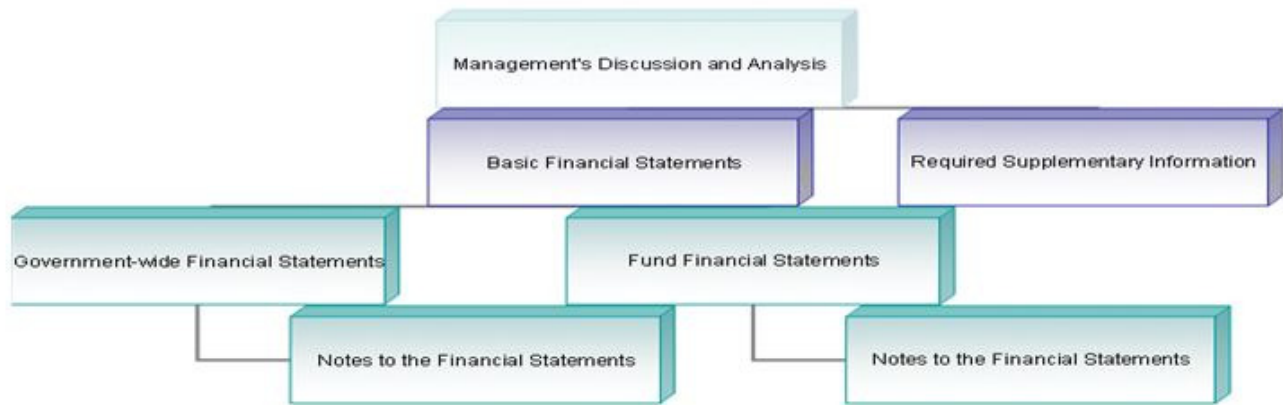 Management's Discussion and Analysis
Basic Financial Statements
Required Supplementary Information
Government-wide Financial Statements
Fund Financial Statements
Notes to the Financial Statements
Notes to the Financial Statements